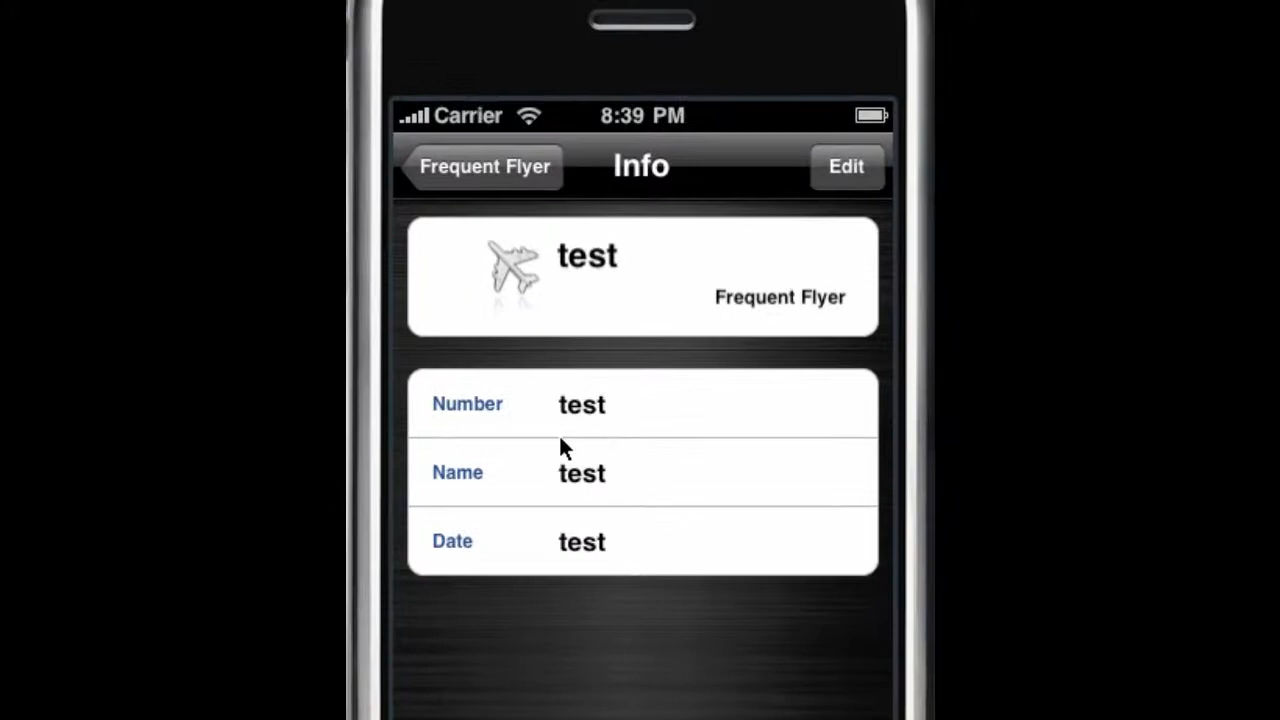 Carrier 8:39 PM
Frequent Flyer Info Edit
test
Frequent Flyer
Number test
Name test
Date test